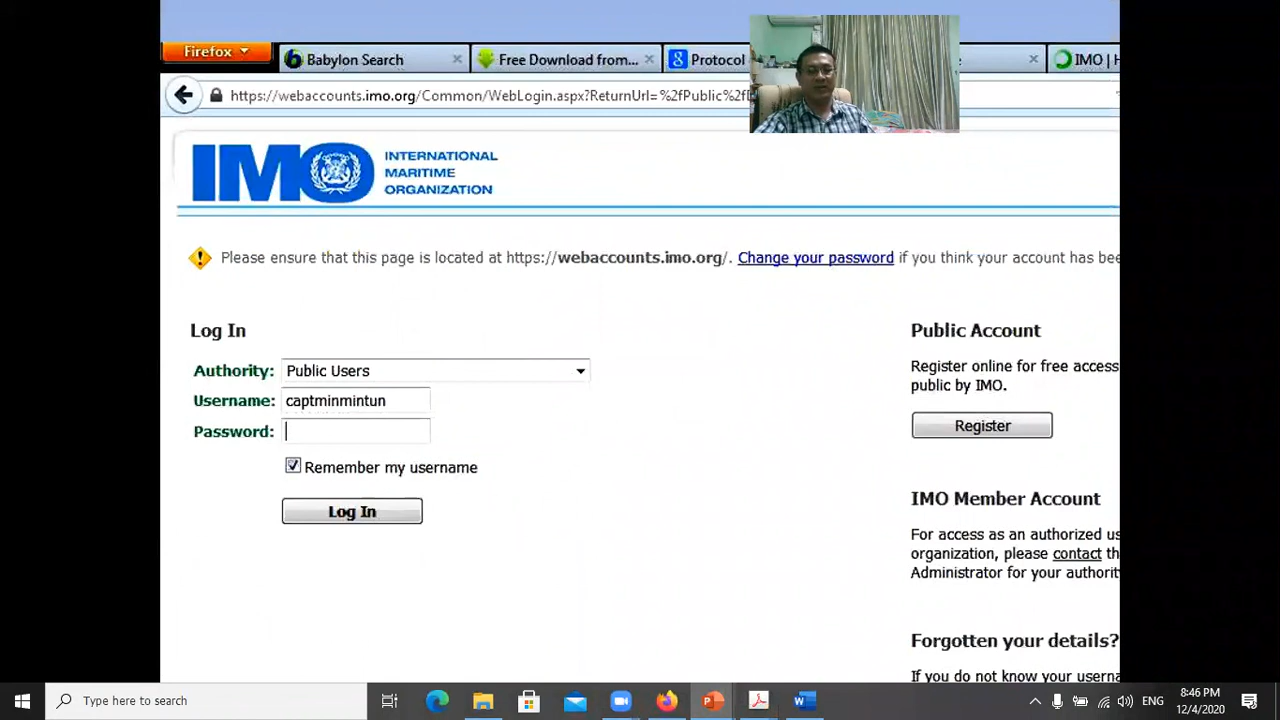 Firefox
Babylon Search
Free Download from...
Protocol
IMO | H
https://webaccounts.imo.org/Common/WebLogin.aspx?ReturnUrl=%2fPublic%2f
IMO
INTERNATIONAL
MARITIME
ORGANIZATION
Please ensure that this page is located at https://webaccounts.imo.org/. Change your password if you think your account has bee
Log In
Authority: Public Users
Username: captminmintun
Password:
Remember my username
Log In
Public Account
Register online for free access
public by IMO.
Register
IMO Member Account
For access as an authorized us
organization, please contact th
Administrator for your authorit
Forgotten your details?
If you do not know your userna
Type here to search
ENG
8:46 PM
12/4/2020